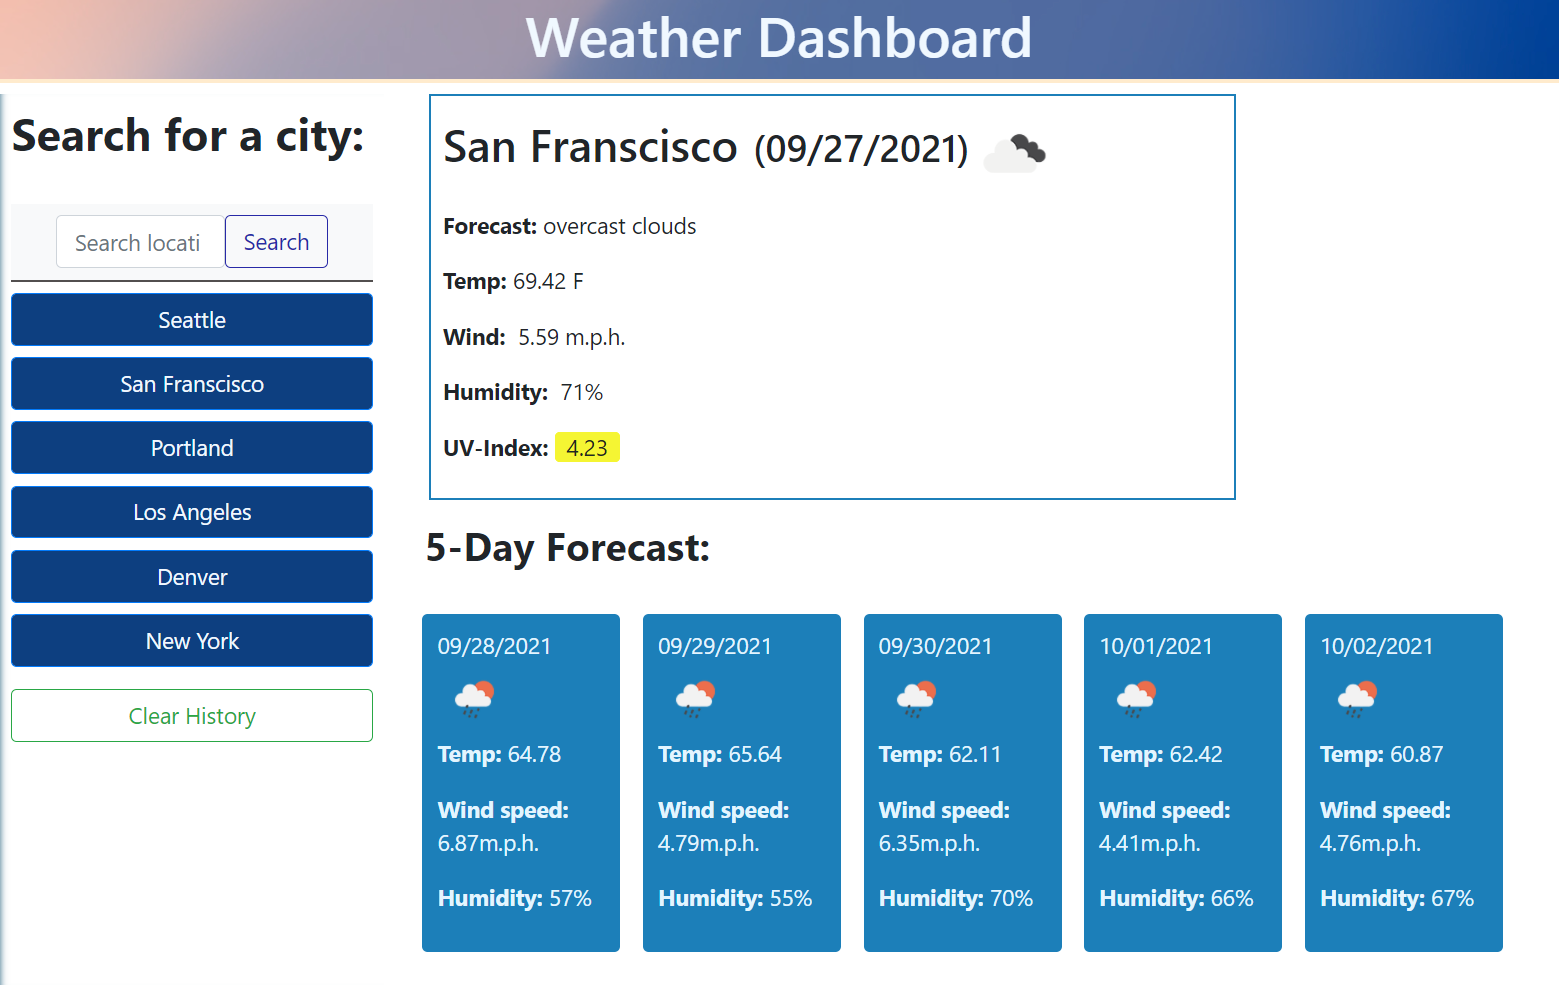 Weather Dashboard
Search for a city:
Search locati
Search
Seattle
San Franscisco
Portland
Los Angeles
Denver
New York
Clear History
San Franscisco (09/27/2021)
Forecast: overcast clouds
Temp: 69.42 F
Wind: 5.59 m.p.h.
Humidity: 71%
UV-Index: 4.23
5-Day Forecast:
09/28/2021
Temp: 64.78
Wind speed:
6.87m.p.h.
Humidity: 57%
09/29/2021
Temp: 65.64
Wind speed:
4.79m.p.h.
Humidity: 55%
09/30/2021
Temp: 62.11
Wind speed:
6.35m.p.h.
Humidity: 70%
10/01/2021
Temp: 62.42
Wind speed:
4.41m.p.h.
Humidity: 66%
10/02/2021
Temp: 60.87
Wind speed:
4.76m.p.h.
Humidity: 67%